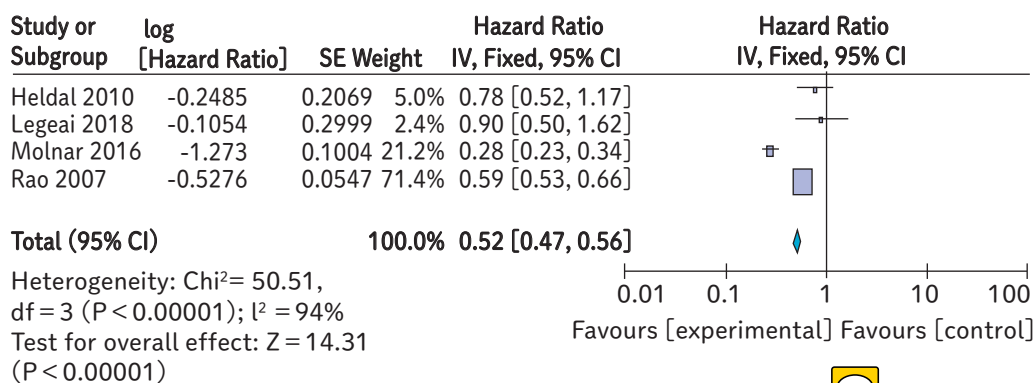 Study or log Hazard Ratio Hazard Ratio
Subgroup [Hazard Ratio] SE Weight IV, Fixed, 95% CI IV, Fixed, 95% CI
Heldal 2010 -0.2485 0.2069 5.0% 0.78 [0.52, 1.17]
Legeai 2018 -0.1054 0.2999 2.4% 0.90 [0.50, 1.62]
Molnar 2016 -1.273 0.1004 21.2% 0.28 [0.23, 0.34]
Rao 2007 -0.5276 0.0547 71.4% 0.59 [0.53, 0.66]
Total (95% CI) 100.0% 0.52 [0.47, 0.56]
Heterogeneity: Chi²= 50.51,
df = 3 (P < 0.00001); l² = 94%
Test for overall effect: Z = 14.31
(P < 0.00001)
0.01 0.1 1 10 100
Favours [experimental] Favours [control]